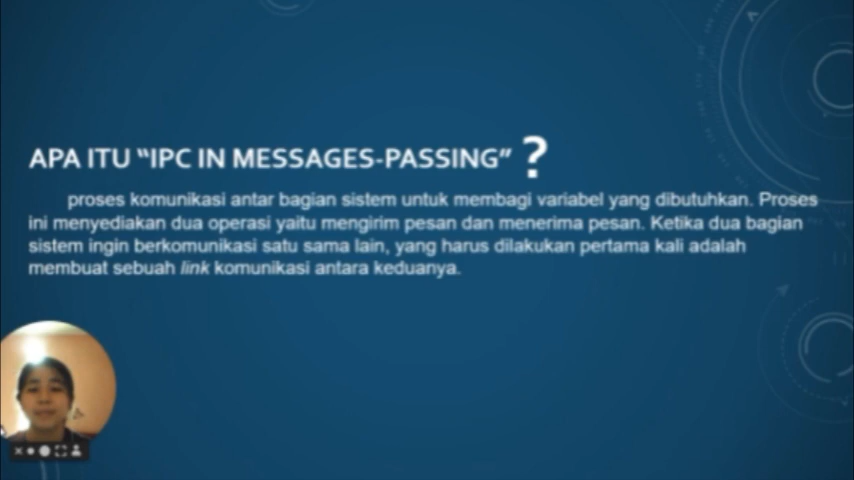 APA ITU “IPC IN MESSAGES-PASSING” ?
proses komunikasi antar bagian sistem untuk membagi variabel yang dibutuhkan. Proses
ini menyediakan dua operasi yaitu mengirim pesan dan menerima pesan. Ketika dua bagian
sistem ingin berkomunikasi satu sama lain, yang harus dilakukan pertama kali adalah
membuat sebuah link komunikasi antara keduanya.